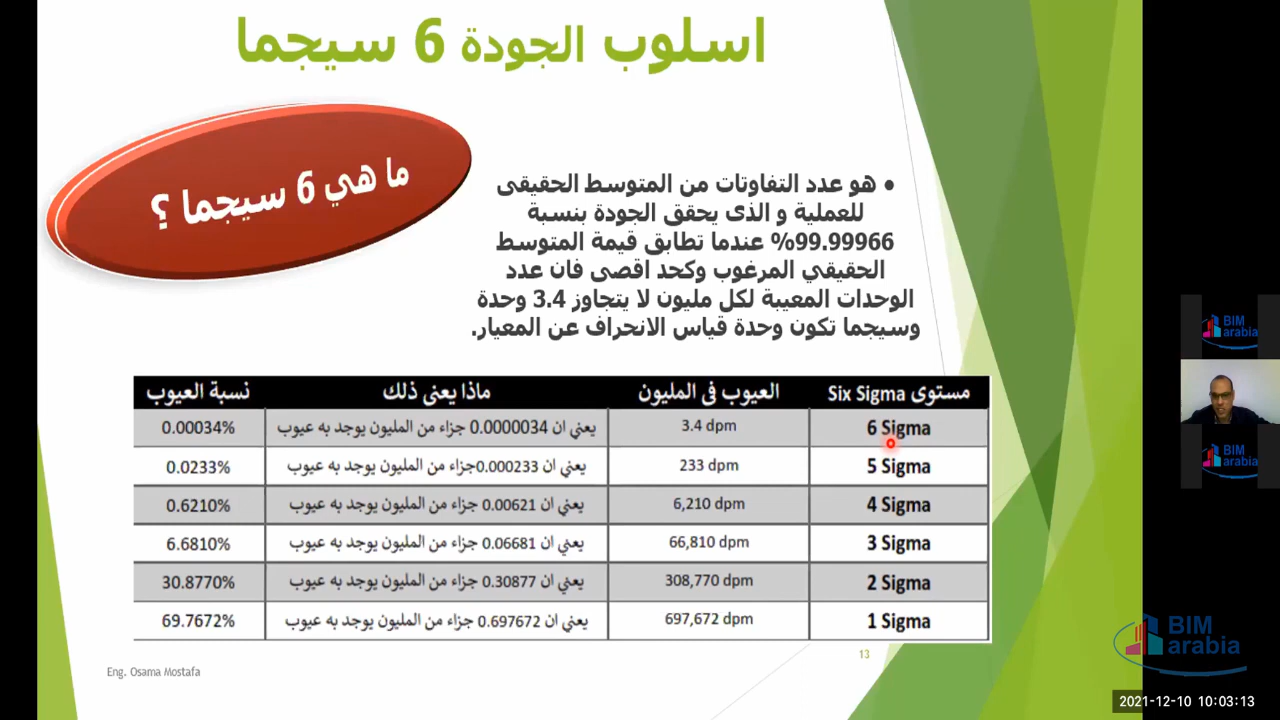 اسلوب الجودة 6 سيجما
ما هي 6 سيجما ؟
• هو عدد التفاوتات من المتوسط الحقيقى
للعملية و الذى يحقق الجودة بنسبة
99.99966% عندما تطابق قيمة المتوسط
الحقيقي المرغوب وكحد اقصى فان عدد
الوحدات المعيبة لكل مليون لا يتجاوز 3.4 وحدة
وسيجما تكون وحدة قياس الانحراف عن المعيار.
مستوى Six Sigma العيوب فى المليون ماذا يعنى ذلك نسبة العيوب
6 Sigma 3.4 dpm يعني ان 0.0000034 جزاء من المليون يوجد به عيوب 0.00034%
5 Sigma 233 dpm يعني ان 0.000233جزاء من المليون يوجد به عيوب 0.0233%
4 Sigma 6,210 dpm يعني ان 0.00621 جزاء من المليون يوجد به عيوب 0.6210%
3 Sigma 66,810 dpm يعني ان 0.06681 جزاء من المليون يوجد به عيوب 6.6810%
2 Sigma 308,770 dpm يعني ان 0.30877 جزاء من المليون يوجد به عيوب 30.8770%
1 Sigma 697,672 dpm يعني ان 0.697672 جزاء من المليون يوجد به عيوب 69.7672%
13
Eng. Osama Mostafa
BIM
arabia
BIM
arabia
BIM
arabia
2021-12-10 10:03:13